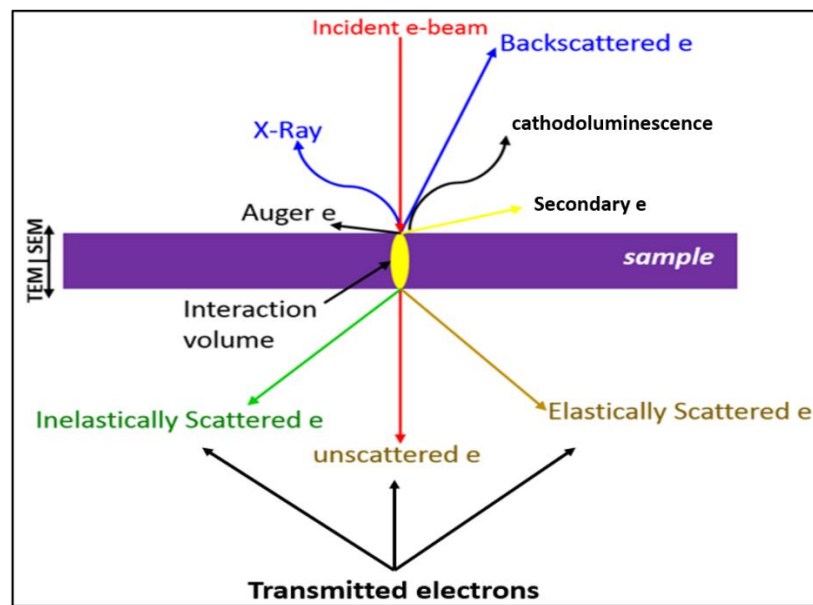 Incident e-beam
Backscattered e
X-Ray
cathodoluminescence
Auger e
Secondary e
TEM | SEM
sample
Interaction
volume
Inelastically Scattered e
Elastically Scattered e
unscattered e
Transmitted electrons